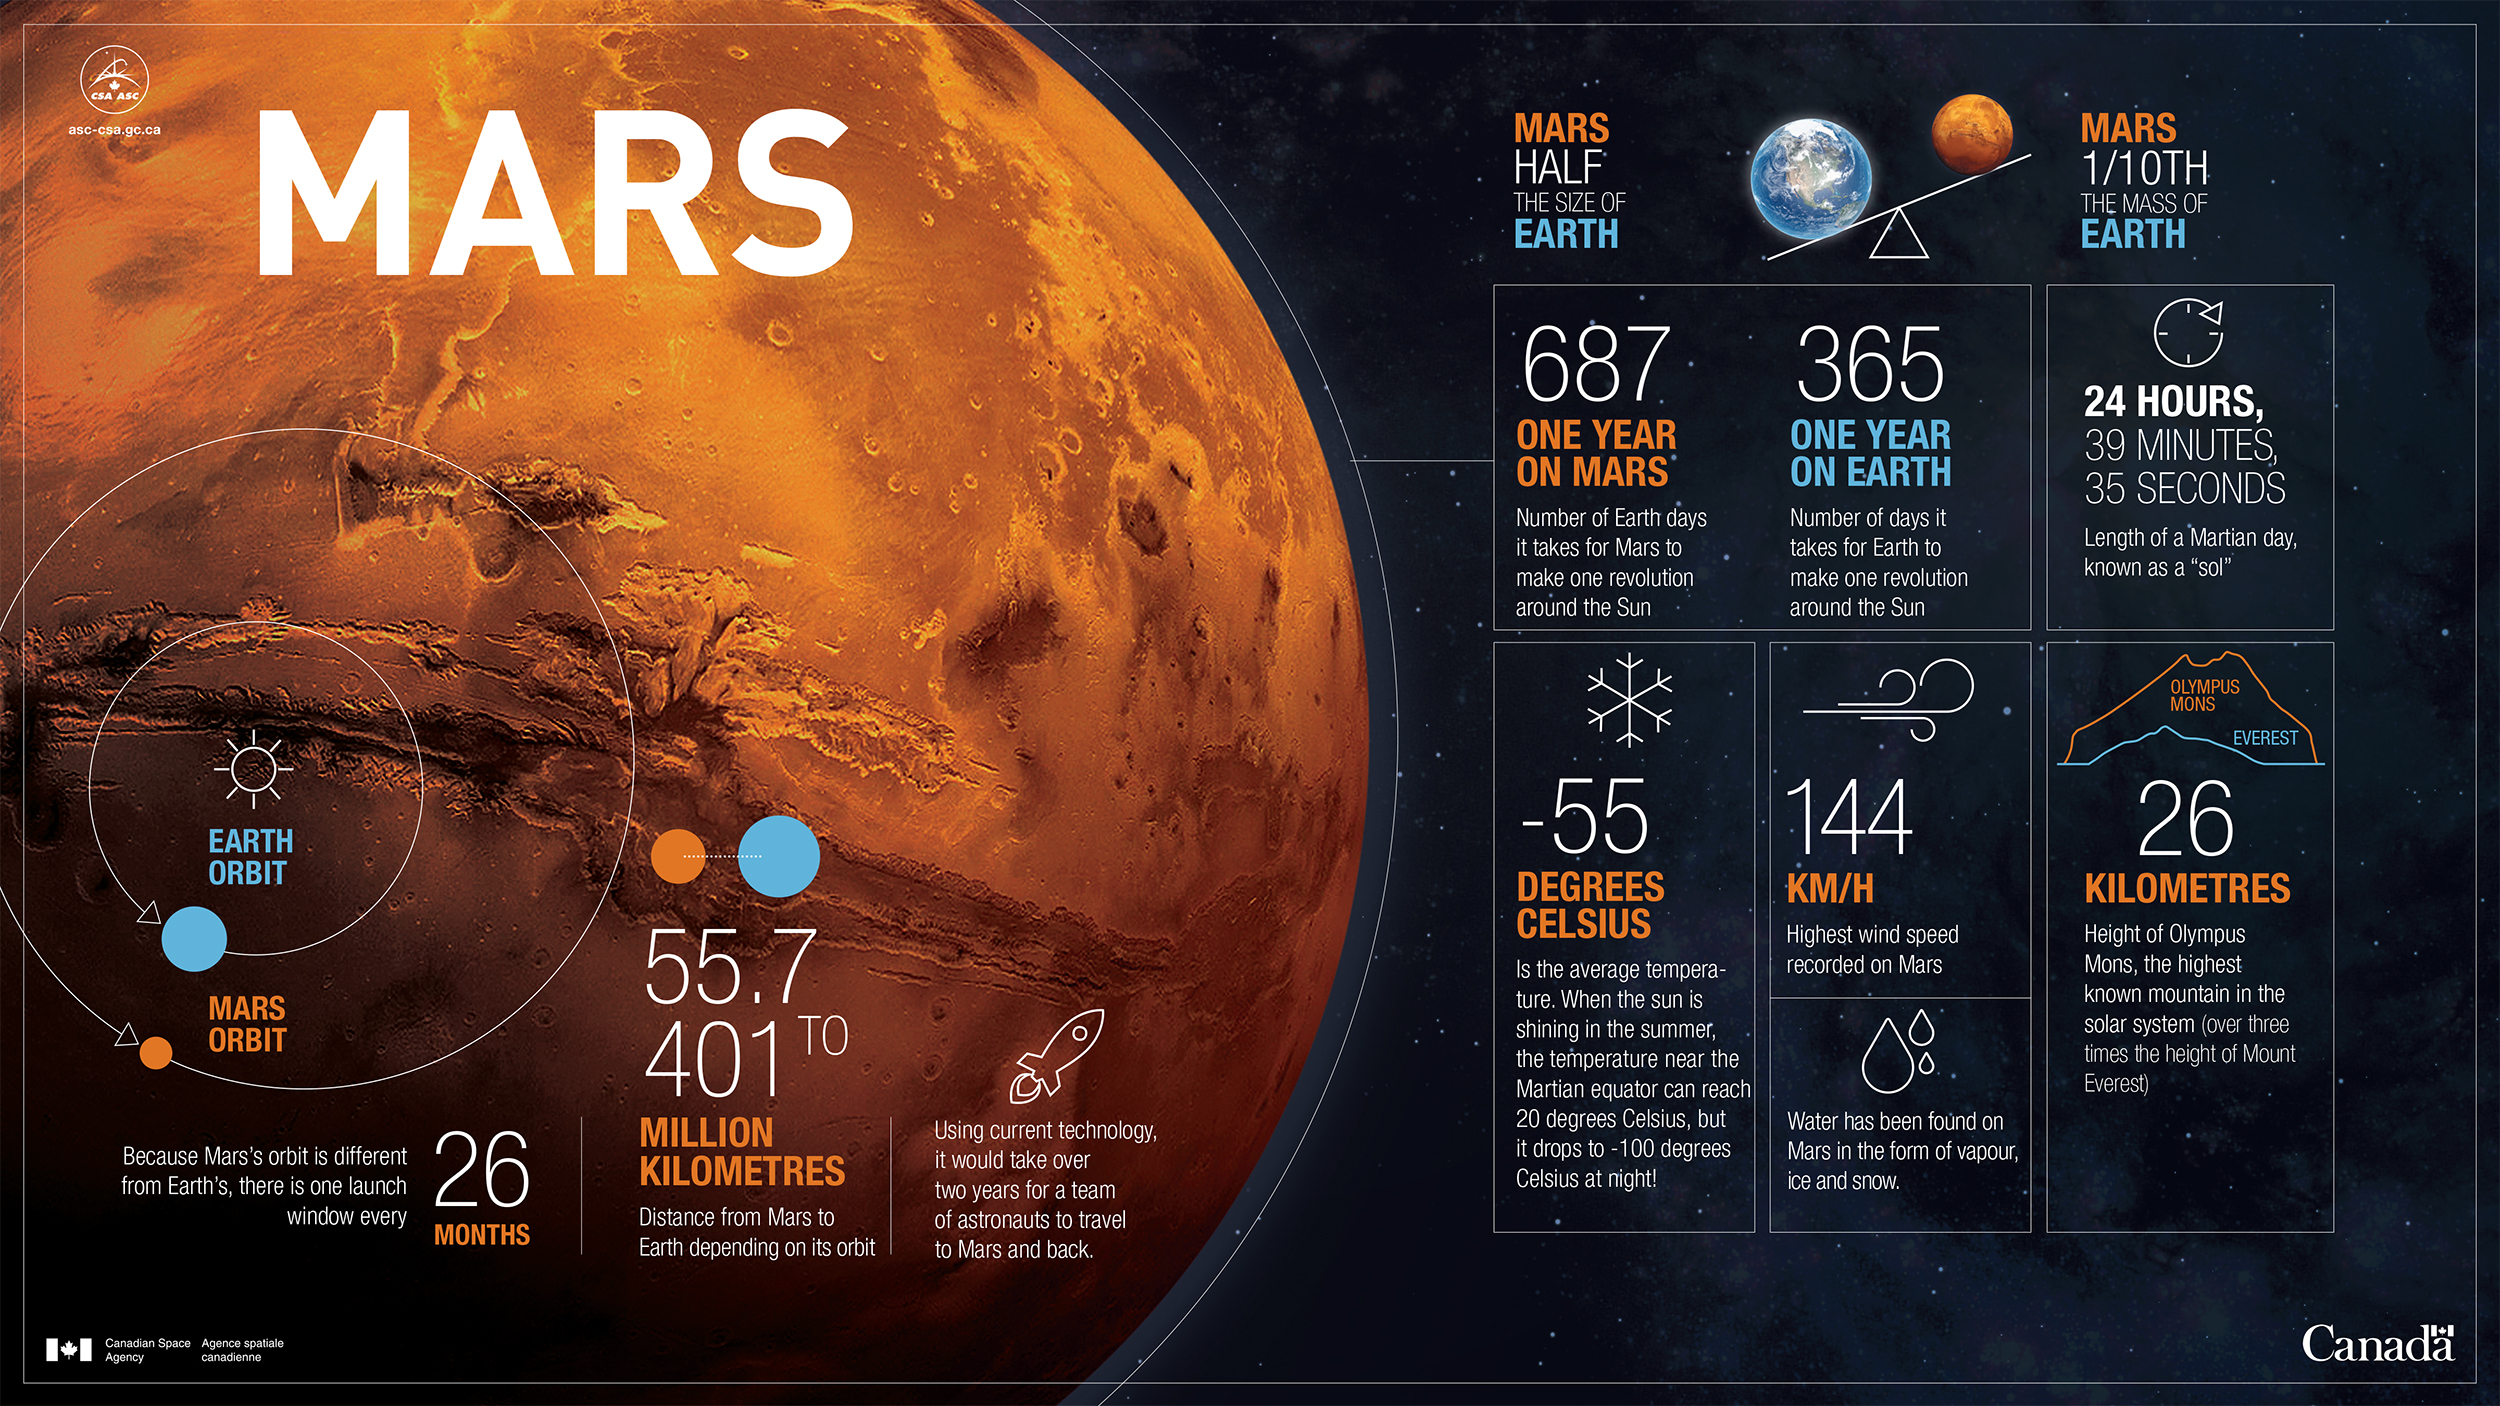 CSA ASC
asc-csa.gc.ca
MARS
MARS
HALF
THE SIZE OF
EARTH
MARS
1/10TH
THE MASS OF
EARTH
687
ONE YEAR
ON MARS
Number of Earth days
it takes for Mars to
make one revolution
around the Sun
365
ONE YEAR
ON EARTH
Number of days it
takes for Earth to
make one revolution
around the Sun
24 HOURS,
39 MINUTES,
35 SECONDS
Length of a Martian day,
known as a “sol”
-55
DEGREES
CELSIUS
Is the average tempera-
ture. When the sun is
shining in the summer,
the temperature near the
Martian equator can reach
20 degrees Celsius, but
it drops to -100 degrees
Celsius at night!
144
KM/H
Highest wind speed
recorded on Mars
Water has been found on
Mars in the form of vapour,
ice and snow.
OLYMPUS
MONS
EVEREST
26
KILOMETRES
Height of Olympus
Mons, the highest
known mountain in the
solar system (over three
times the height of Mount
Everest)
EARTH
ORBIT
MARS
ORBIT
Because Mars’s orbit is different
from Earth’s, there is one launch
window every
26
MONTHS
55.7
TO
401
MILLION
KILOMETRES
Distance from Mars to
Earth depending on its orbit
Using current technology,
it would take over
two years for a team
of astronauts to travel
to Mars and back.
Canadian Space
Agency
Agence spatiale
canadienne
Canada